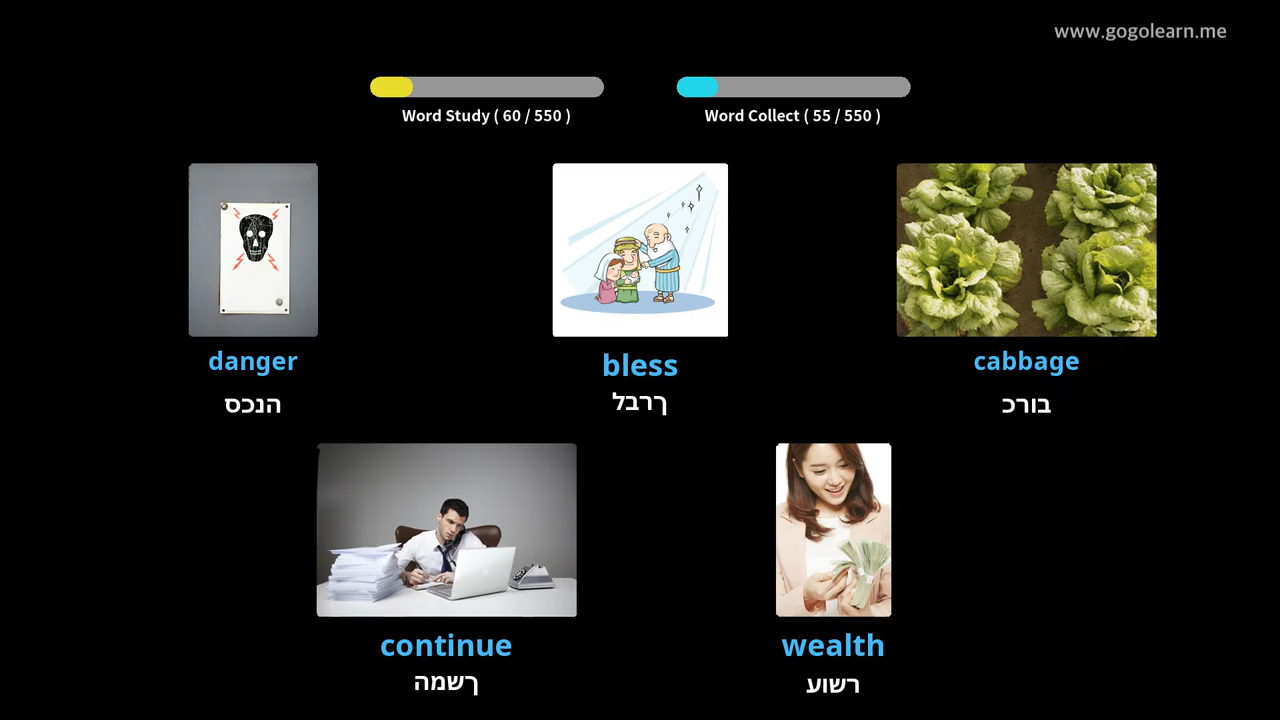 www.gogolearn.me
Word Study ( 60 / 550 )
Word Collect ( 55 / 550 )
danger
הנכס
bless
ךרבל
cabbage
בורכ
continue
ךשמה
wealth
רשוע